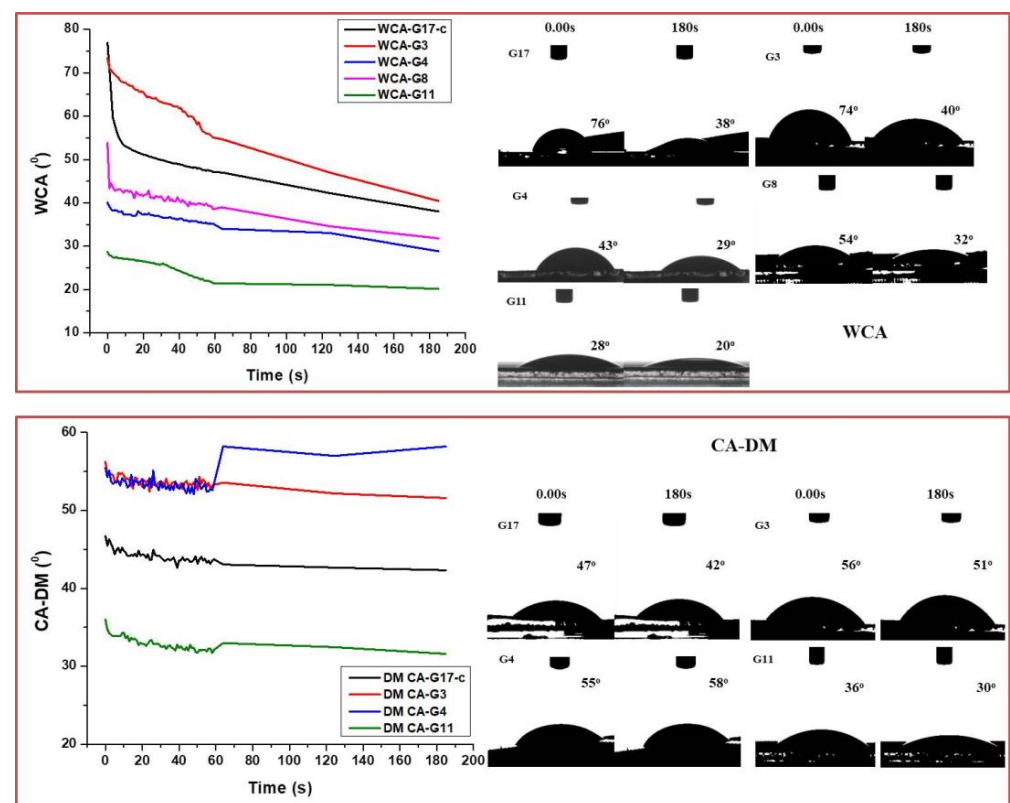 80
70
60
50
40
30
20
10
WCA (⁰)
WCA-G17-c
WCA-G3
WCA-G4
WCA-G8
WCA-G11
0 20 40 60 80 100 120 140 160 180 200
Time (s)
0.00s 180s
G17
76° 38°
0.00s 180s
G3
74° 40°
G4
43° 29°
G8
54° 32°
G11
28° 20°
WCA
60
50
40
30
20
CA-DM (⁰)
DM CA-G17-c
DM CA-G3
DM CA-G4
DM CA-G11
0 20 40 60 80 100 120 140 160 180 200
Time (s)
CA-DM
0.00s 180s
G17
47° 42°
0.00s 180s
G3
56° 51°
G4
55° 58°
G11
36° 30°